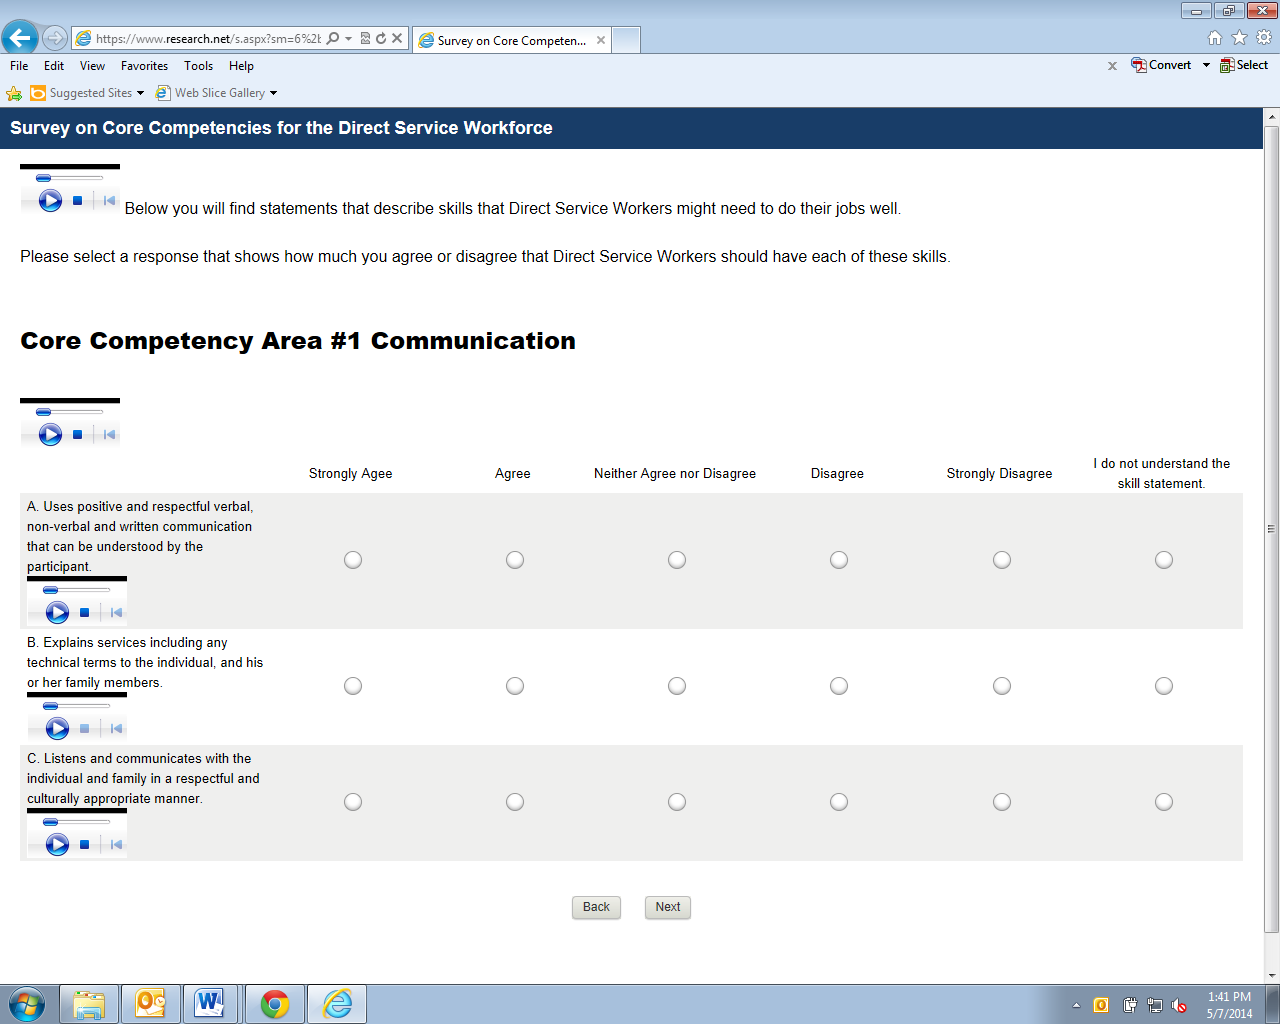 https://www.research.net/s.aspx?sm=6%2t
Survey on Core Competen...
File Edit View Favorites Tools Help
Convert Select
Suggested Sites Web Slice Gallery
Survey on Core Competencies for the Direct Service Workforce
Below you will find statements that describe skills that Direct Service Workers might need to do their jobs well.
Please select a response that shows how much you agree or disagree that Direct Service Workers should have each of these skills.
Core Competency Area #1 Communication
Strongly Agee Agree Neither Agree nor Disagree Disagree Strongly Disagree I do not understand the
skill statement.
A. Uses positive and respectful verbal,
non-verbal and written communication
that can be understood by the
participant.
B. Explains services including any
technical terms to the individual, and his
or her family members.
C. Listens and communicates with the
individual and family in a respectful and
culturally appropriate manner.
Back Next
1:41 PM
5/7/2014